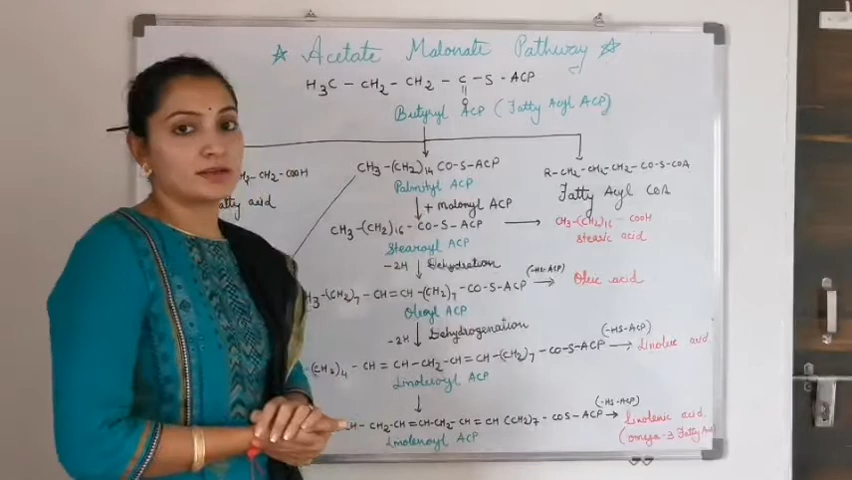 ☆ Acetate Malonate Pathway ☆
H3C - CH2 - CH2 - C - S - ACP
O
Butyryl ACP (Fatty Acyl ACP)
CH2 - COOH
CH3-(CH2)14 CO-S-ACP
R-CH2-CH2-CH2-CO-S-COA
Palmityl ACP
Fatty Acyl COA
fatty acid
+ malonyl ACP
CH3-(CH2)16 - CO-S-ACP
CH3-(CH2)16 - COOH
Stearoyl ACP
stearic acid
-2H Dehydration
(-HS-ACP)
-(CH2)7 - CH = CH -(CH2)7 - CO-S-ACP
Oleic acid
Oleoyl ACP
-2H Dehydrogenation
(-HS-ACP)
-(CH2)4 - CH = CH-CH2-CH = CH-(CH2)7 - CO-S-ACP
Linoleic acid.
Linoleoyl ACP
(-HS-ACP)
CH2-CH=CH-CH2-CH = CH (CH2)7 - COS - ACP
Linolenic acid.
Linolenoyl ACP
(omega-3 Fatty Acid)